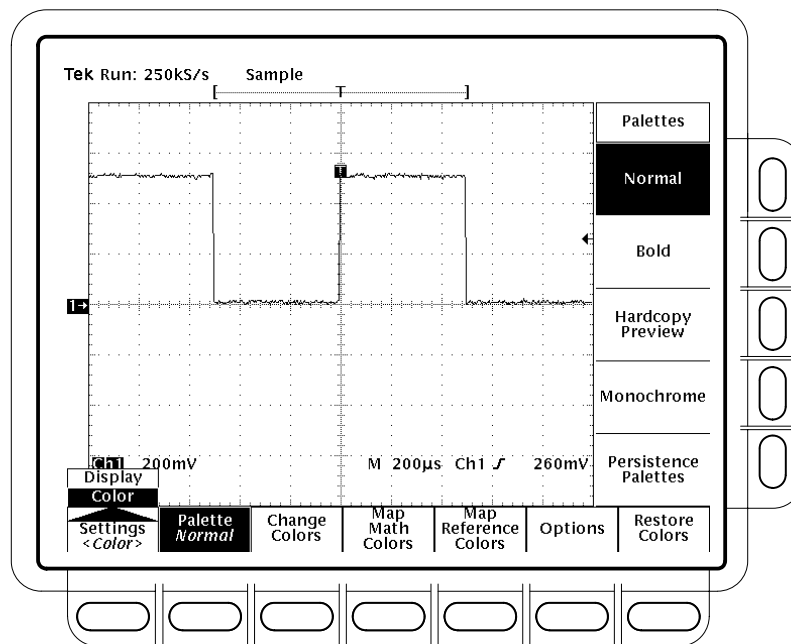 Tek Run: 250kS/s Sample
[ T ]
T
1→
Ch1 200mV M 200µs Ch1 260mV
Palettes
Normal
Bold
Hardcopy
Preview
Monochrome
Persistence
Palettes
Display
Color
Settings
<Color>
Palette
Normal
Change
Colors
Map
Math
Colors
Map
Reference
Colors
Options
Restore
Colors